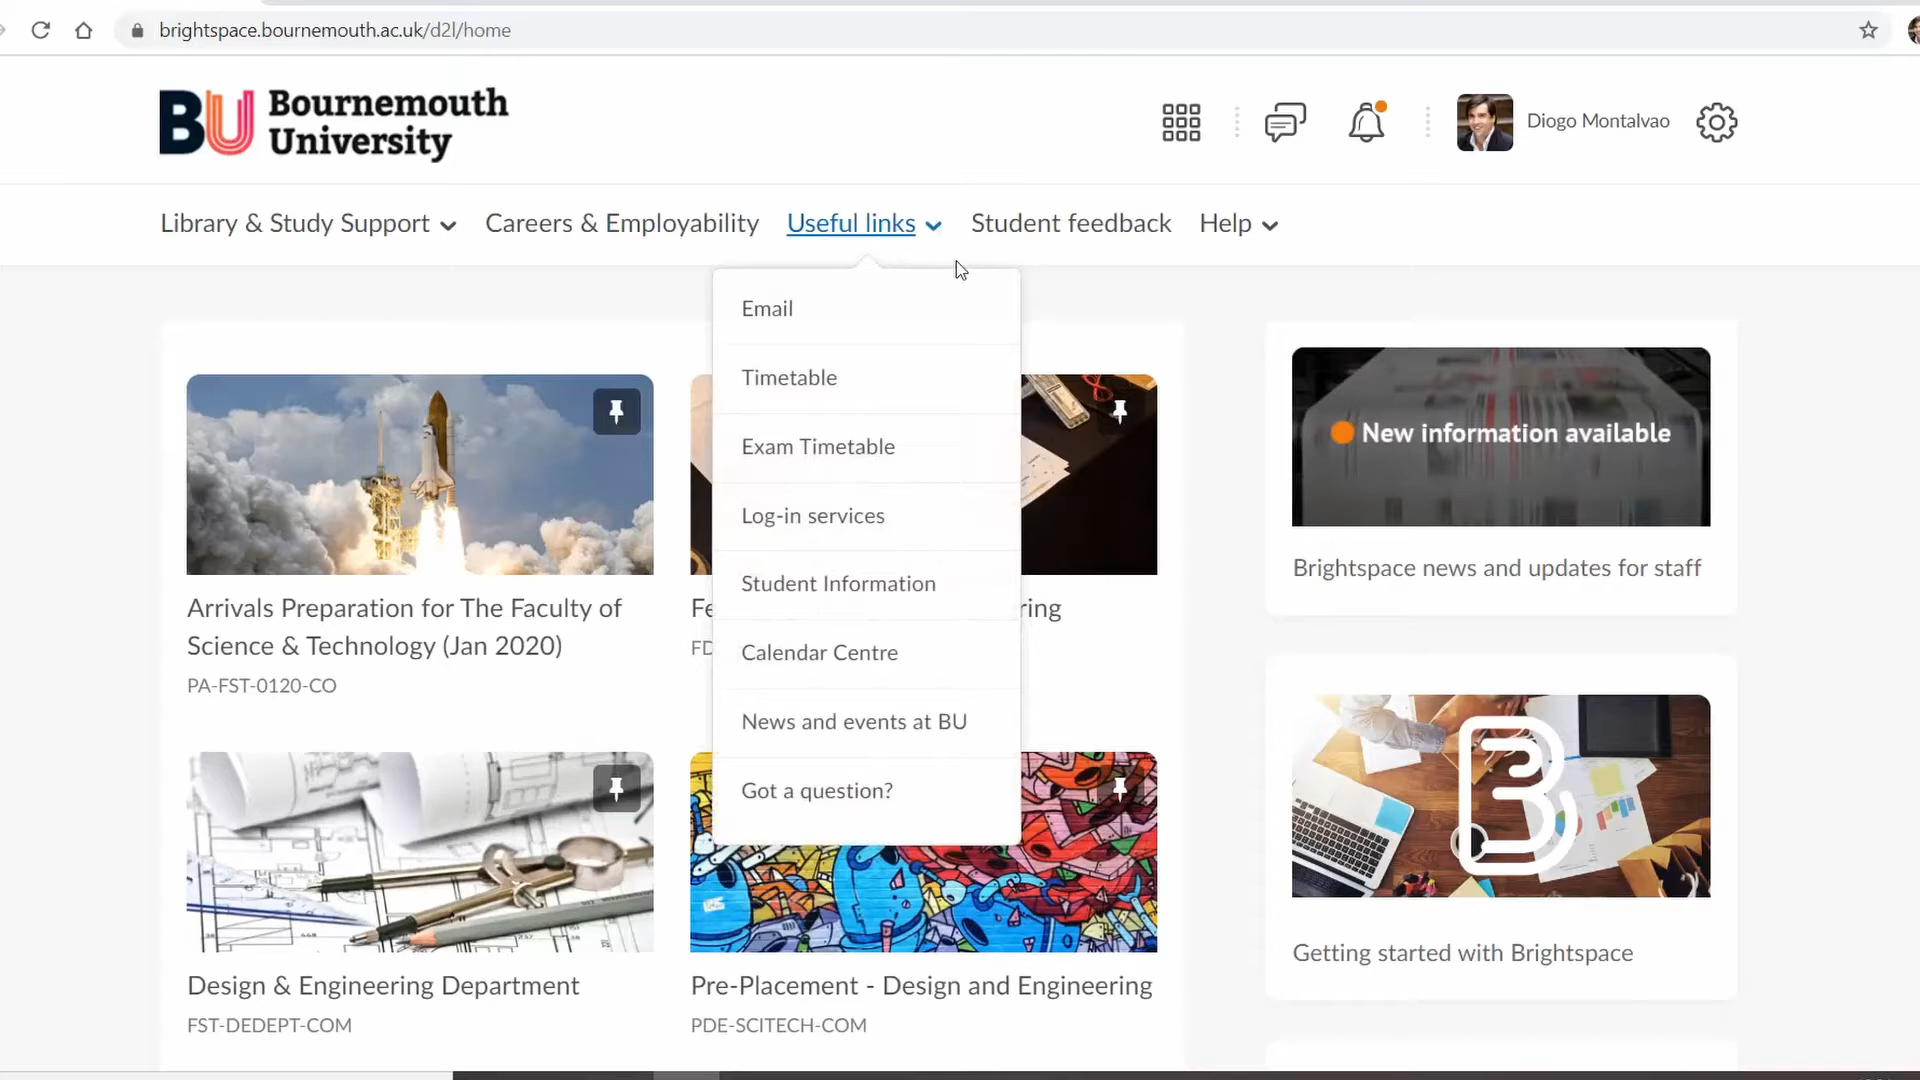 brightspace.bournemouth.ac.uk/d2l/home
BU Bournemouth
University
Diogo Montalvao
Library & Study Support
Careers & Employability
Useful links
Student feedback
Help
Email
Timetable
Exam Timetable
Log-in services
Student Information
Calendar Centre
News and events at BU
Got a question?
Arrivals Preparation for The Faculty of
Science & Technology (Jan 2020)
PA-FST-0120-CO
Fe
ring
FD
Design & Engineering Department
FST-DEDEPT-COM
Pre-Placement - Design and Engineering
PDE-SCITECH-COM
New information available
Brightspace news and updates for staff
B
Getting started with Brightspace